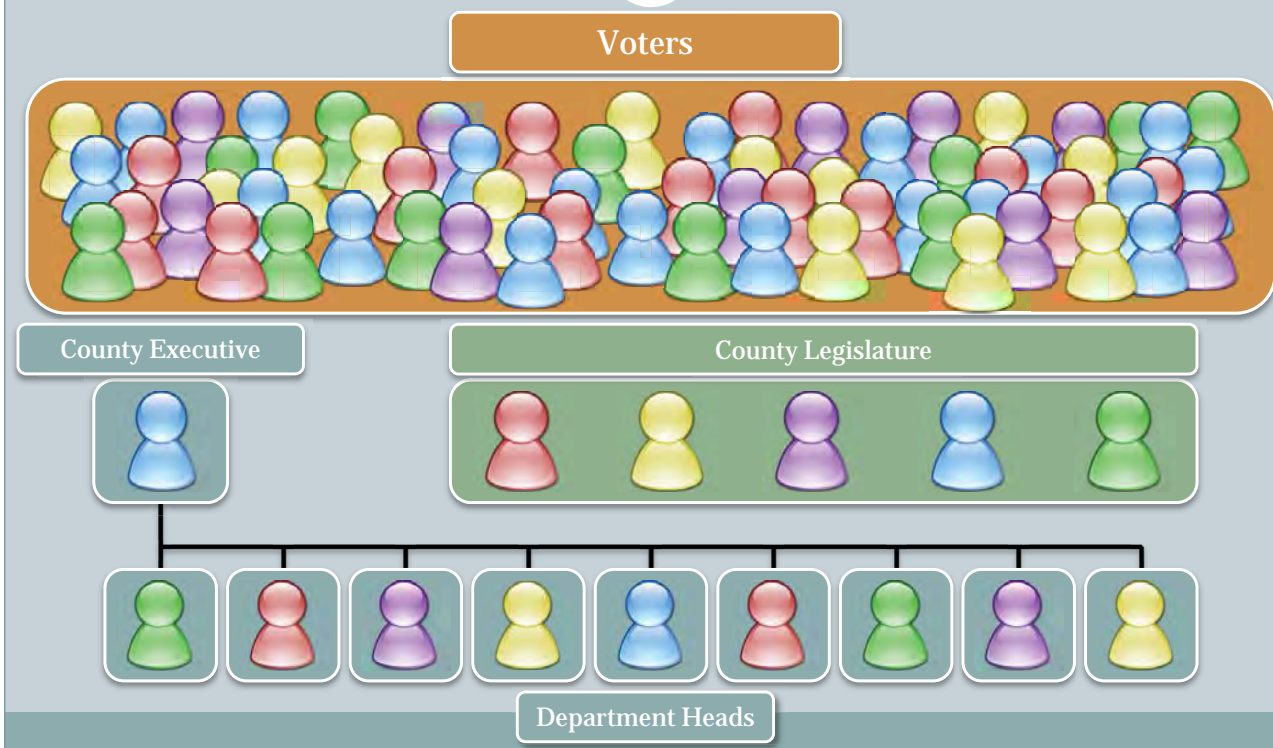 Voters
County Executive
County Legislature
Department Heads